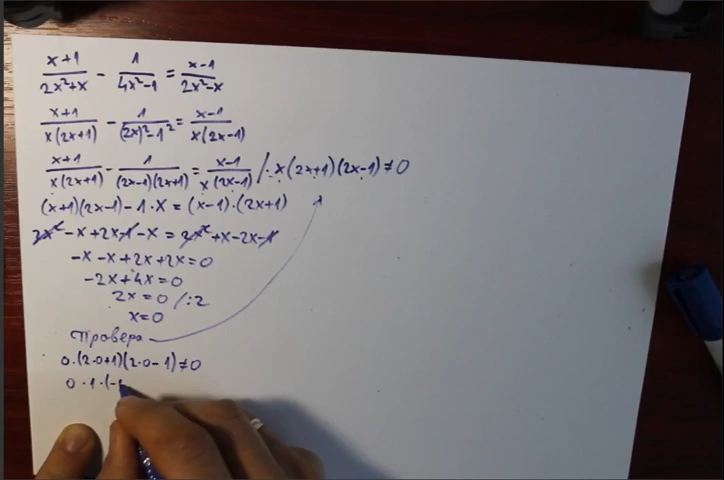 x+1/2x²+x - 1/4x²-1 = x-1/2x²-x
x+1/x(2x+1) - 1/(2x)²-1² = x-1/x(2x-1)
x+1/x(2x+1) - 1/(2x-1)(2x+1) = x-1/x(2x-1) /·x(2x+1)(2x-1)≠0
(x+1)(2x-1)-1·x = (x-1)·(2x+1)
2x²-x+2x-1-x = 2x²+x-2x-1
-x-x+2x+2x=0
-2x+4x=0
2x=0 /:2
x=0
Провера
0·(2·0+1)(2·0-1)≠0
0·1·(-1